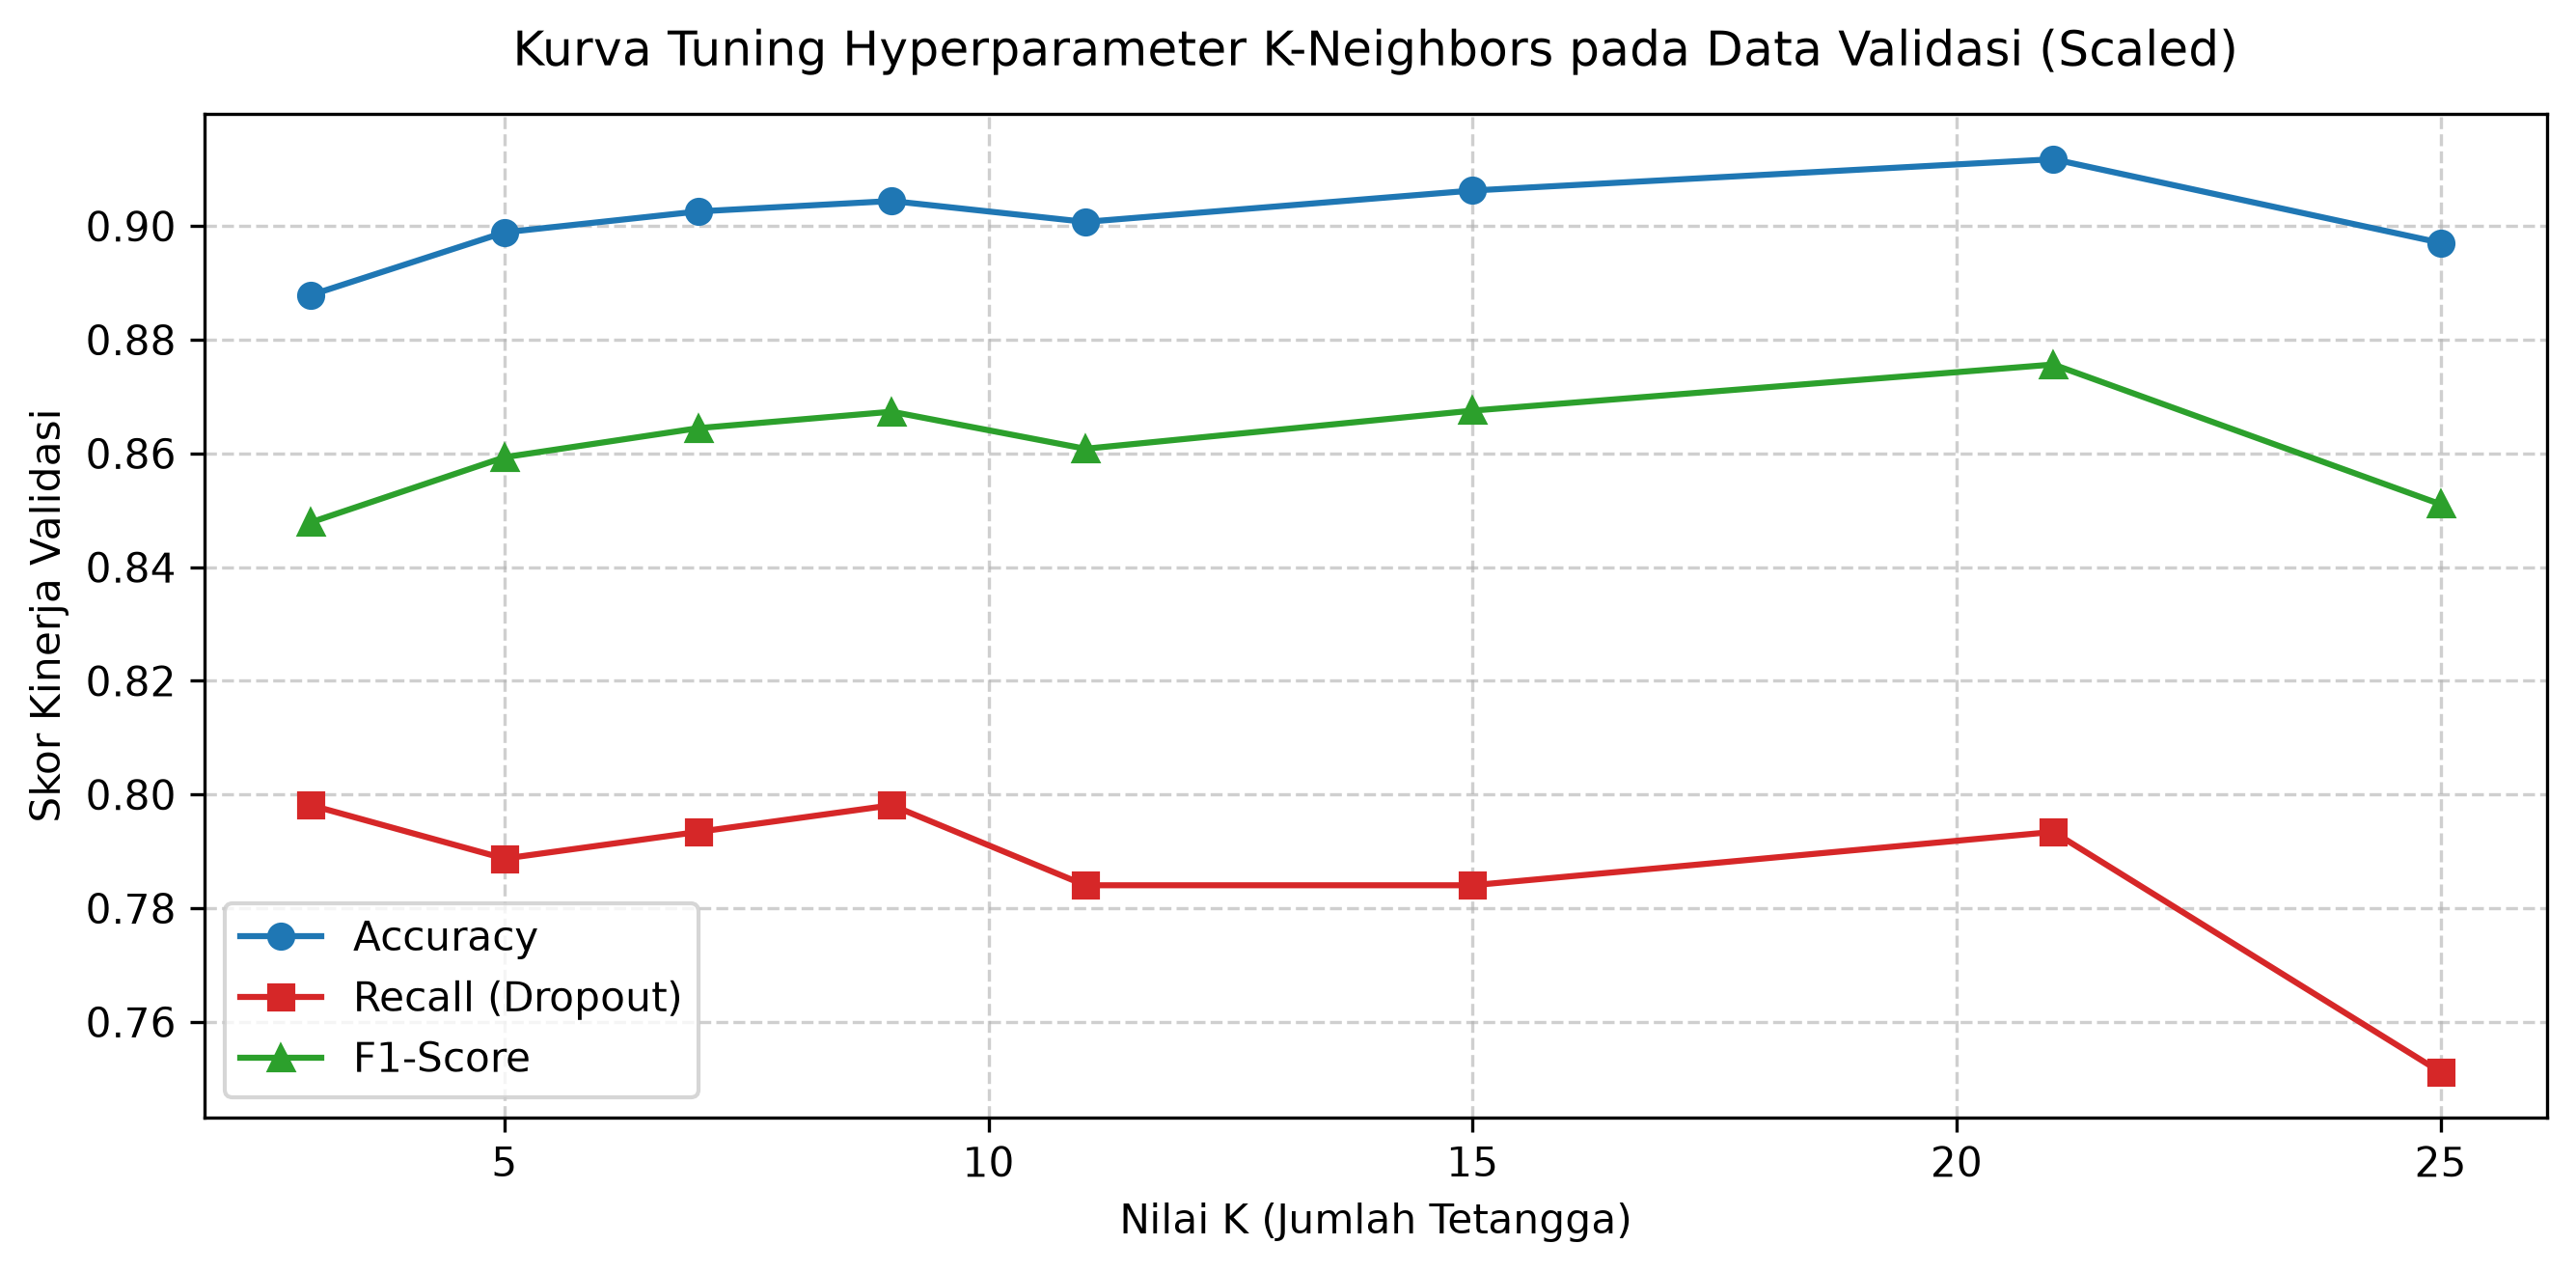 Kurva Tuning Hyperparameter K-Neighbors pada Data Validasi (Scaled)
Skor Kinerja Validasi
0.90
0.88
0.86
0.84
0.82
0.80
0.78
0.76
Accuracy
Recall (Dropout)
F1-Score
5
10
15
20
25
Nilai K (Jumlah Tetangga)